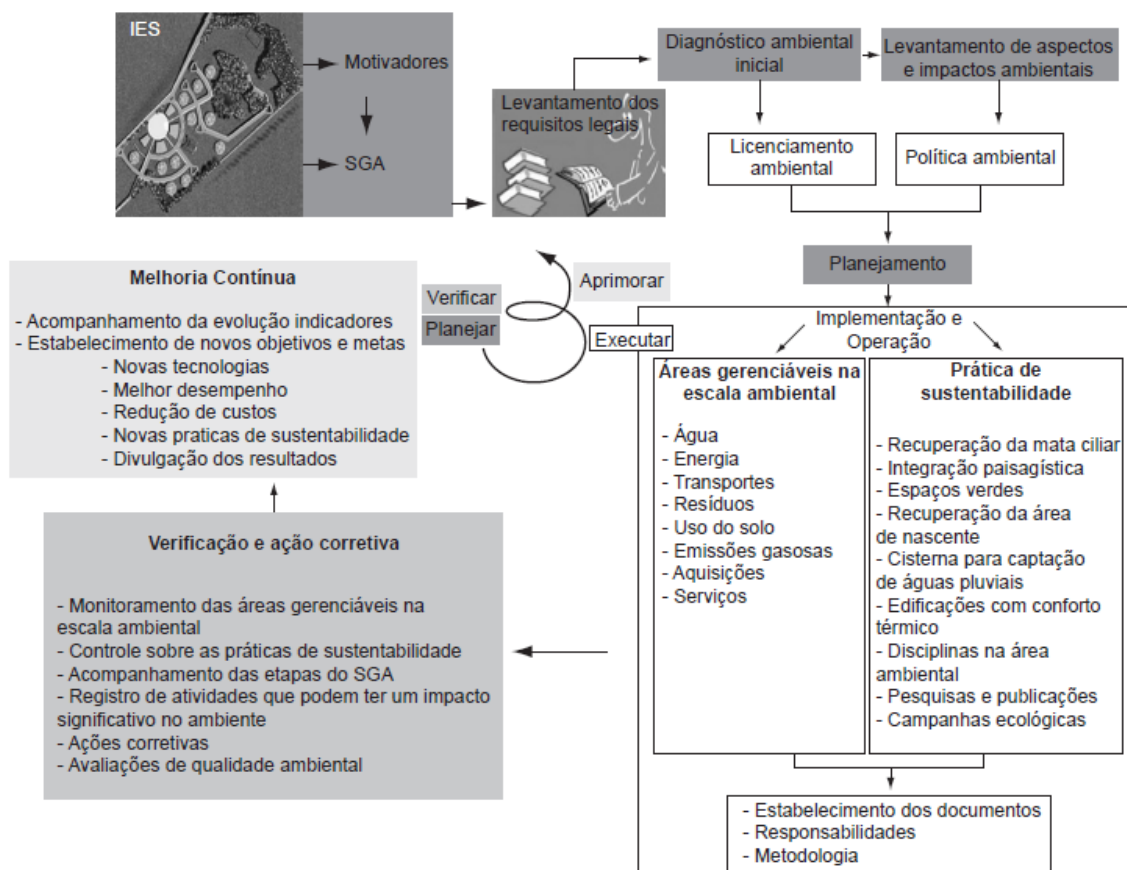 IES
Motivadores
SGA
Levantamento dos
requisitos legais
Diagnóstico ambiental
inicial
Levantamento de aspectos
e impactos ambientais
Licenciamento
ambiental
Política ambiental
Planejamento
Melhoria Contínua
- Acompanhamento da evolução indicadores
- Estabelecimento de novos objetivos e metas
- Novas tecnologias
- Melhor desempenho
- Redução de custos
- Novas praticas de sustentabilidade
- Divulgação dos resultados
Verificar
Planejar
Aprimorar
Executar
Implementação e
Operação
Áreas gerenciáveis na
escala ambiental
- Água
- Energia
- Transportes
- Resíduos
- Uso do solo
- Emissões gasosas
- Aquisições
- Serviços
Prática de
sustentabilidade
- Recuperação da mata ciliar
- Integração paisagística
- Espaços verdes
- Recuperação da área
de nascente
- Cisterna para captação
de águas pluviais
- Edificações com conforto
térmico
- Disciplinas na área
ambiental
- Pesquisas e publicações
- Campanhas ecológicas
- Estabelecimento dos documentos
- Responsabilidades
- Metodologia
Verificação e ação corretiva
- Monitoramento das áreas gerenciáveis na
escala ambiental
- Controle sobre as práticas de sustentabilidade
- Acompanhamento das etapas do SGA
- Registro de atividades que podem ter um impacto
significativo no ambiente
- Ações corretivas
- Avaliações de qualidade ambiental